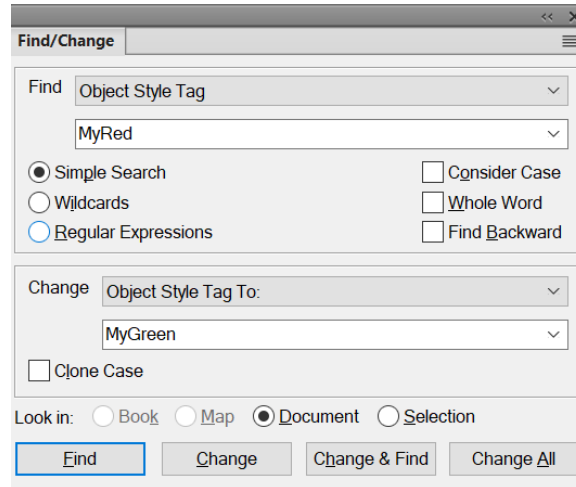 Find/Change
Find Object Style Tag
MyRed
Simple Search Consider Case
Wildcards Whole Word
Regular Expressions Find Backward
Change Object Style Tag To:
MyGreen
Clone Case
Look in: Book Map Document Selection
Find Change Change & Find Change All